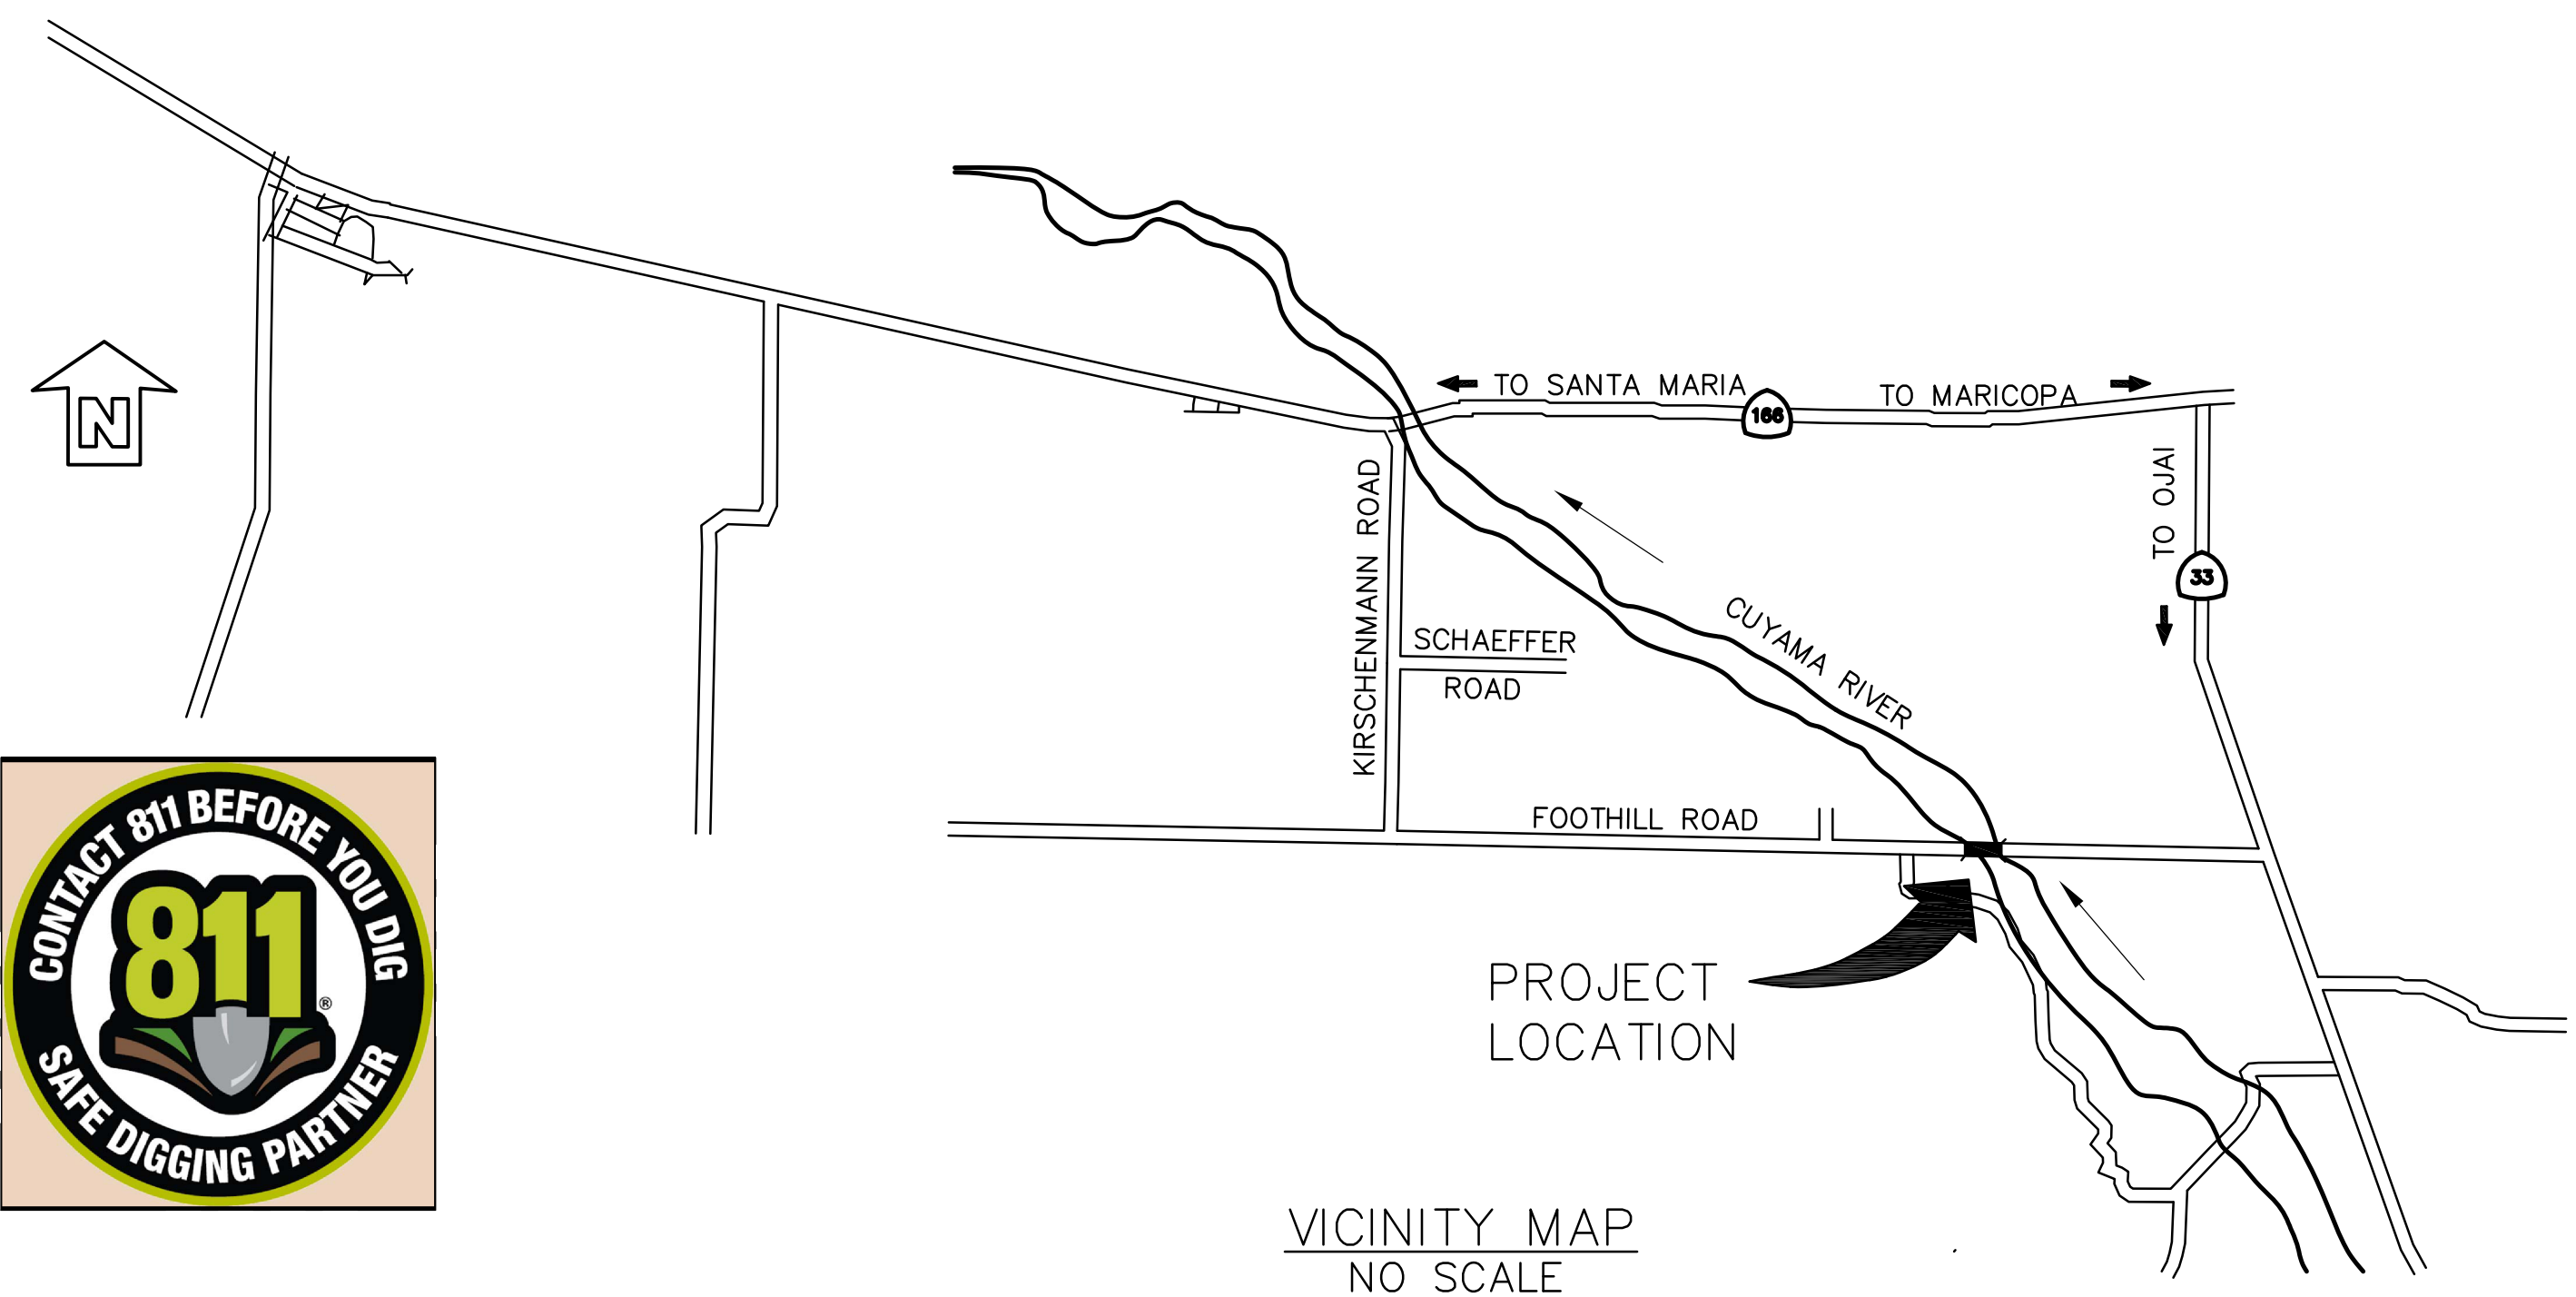 TO SANTA MARIA
166
TO MARICOPA
N
KIRSCHENMANN ROAD
TO OJAI
33
SCHAEFFER
ROAD
CUYAMA RIVER
FOOTHILL ROAD
CONTACT 811 BEFORE YOU DIG
811
®
SAFE DIGGING PARTNER
PROJECT
LOCATION
VICINITY MAP
NO SCALE